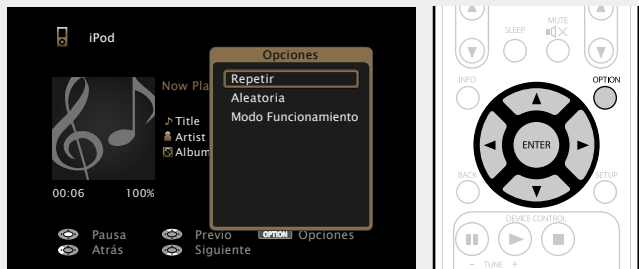 iPod
Opciones
Now Pla
Repetir
Aleatoria
Modo Funcionamiento
Title
Artist
Album
00:06 100%
Pausa Previo OPTION Opciones
Atrás Siguiente
MUTE
SLEEP
INFO OPTION
ENTER
BACK SETUP
DEVICE CONTROL
- TUNE +